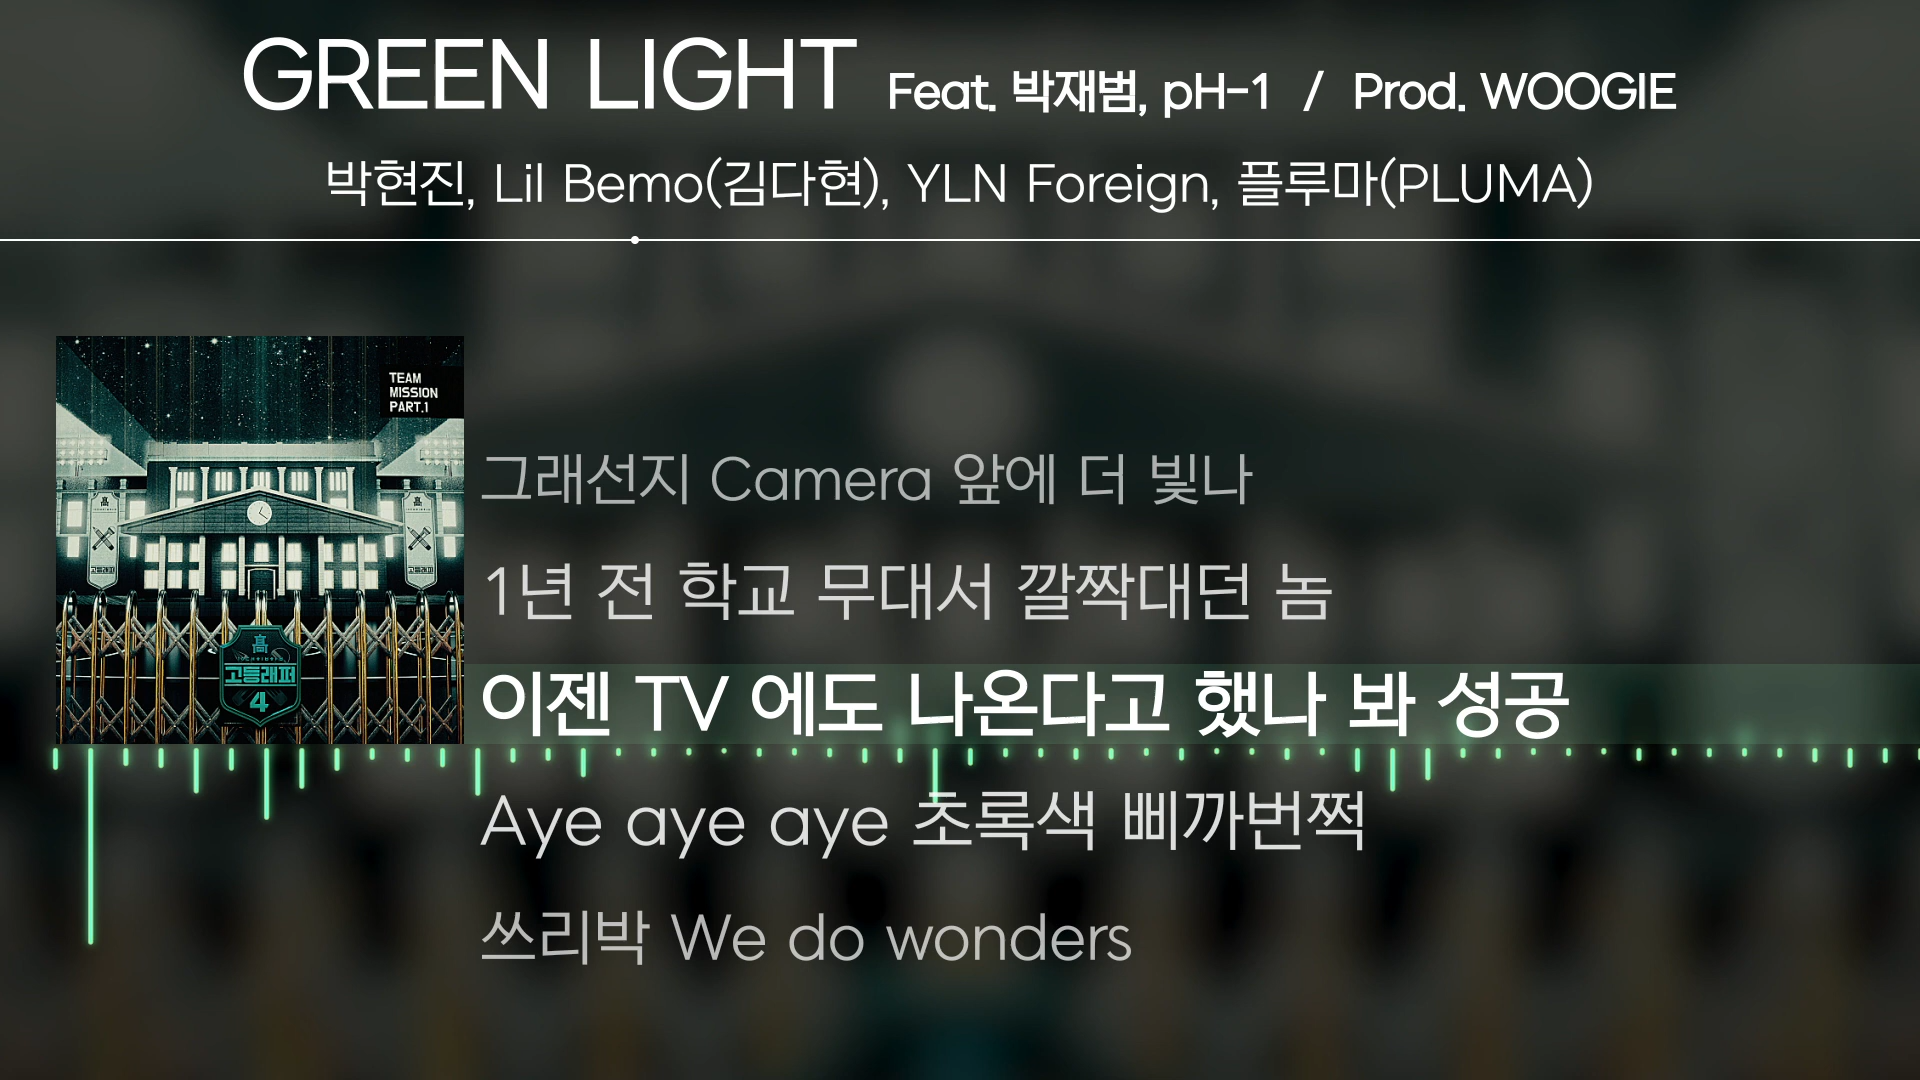 GREEN LIGHT Feat. 박재범, pH-1 / Prod. WOOGIE
박현진, Lil Bemo(김다현), YLN Foreign, 플루마(PLUMA)
TEAM
MISSION
PART.1
高
고등래퍼
4
그래선지 Camera 앞에 더 빛나
1년 전 학교 무대서 깔짝대던 놈
이젠 TV 에도 나온다고 했나 봐 성공
Aye aye aye 초록색 삐까번쩍
쓰리박 We do wonders